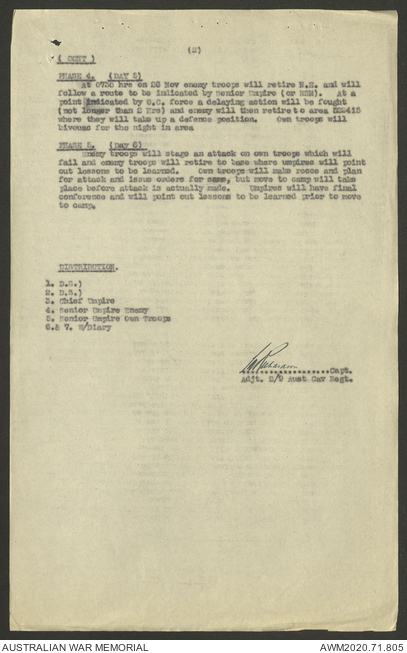 (2)
( CONT )
PHASE 4. (DAY 5)
At 0730 hrs on 26 Nov enemy troops will retire N.E. and will
follow a route to be indicated by Senior Umpire (or RSM). At a
point indicated by O.C. force a delaying action will be fought
(not longer than 2 Hrs) and enemy will then retire to area
where they will take up a defence position. Own troops will
bivouac for the night in area
PHASE 5. (Day 6)
Enemy troops will stage an attack on own troops which will
fail and enemy troops will retire to base where umpires will point
out lessons to be learned. Own troops will make recce and plan
for attack and issue orders for same, but move to camp will take
place before attack is actually made. Umpires will have final
conference and will point out lessons to be learned prior to move
to camp.
DISTRIBUTION.
1. D.S.)
2. D.S.)
3. Chief Umpire
4. Senior Umpire Enemy
5. Senior Umpire Own Troops
6.& 7. W/Diary
..................Capt.
Adjt. 2/9 Aust Cav Regt.
AUSTRALIAN WAR MEMORIAL
AWM2020.71.805